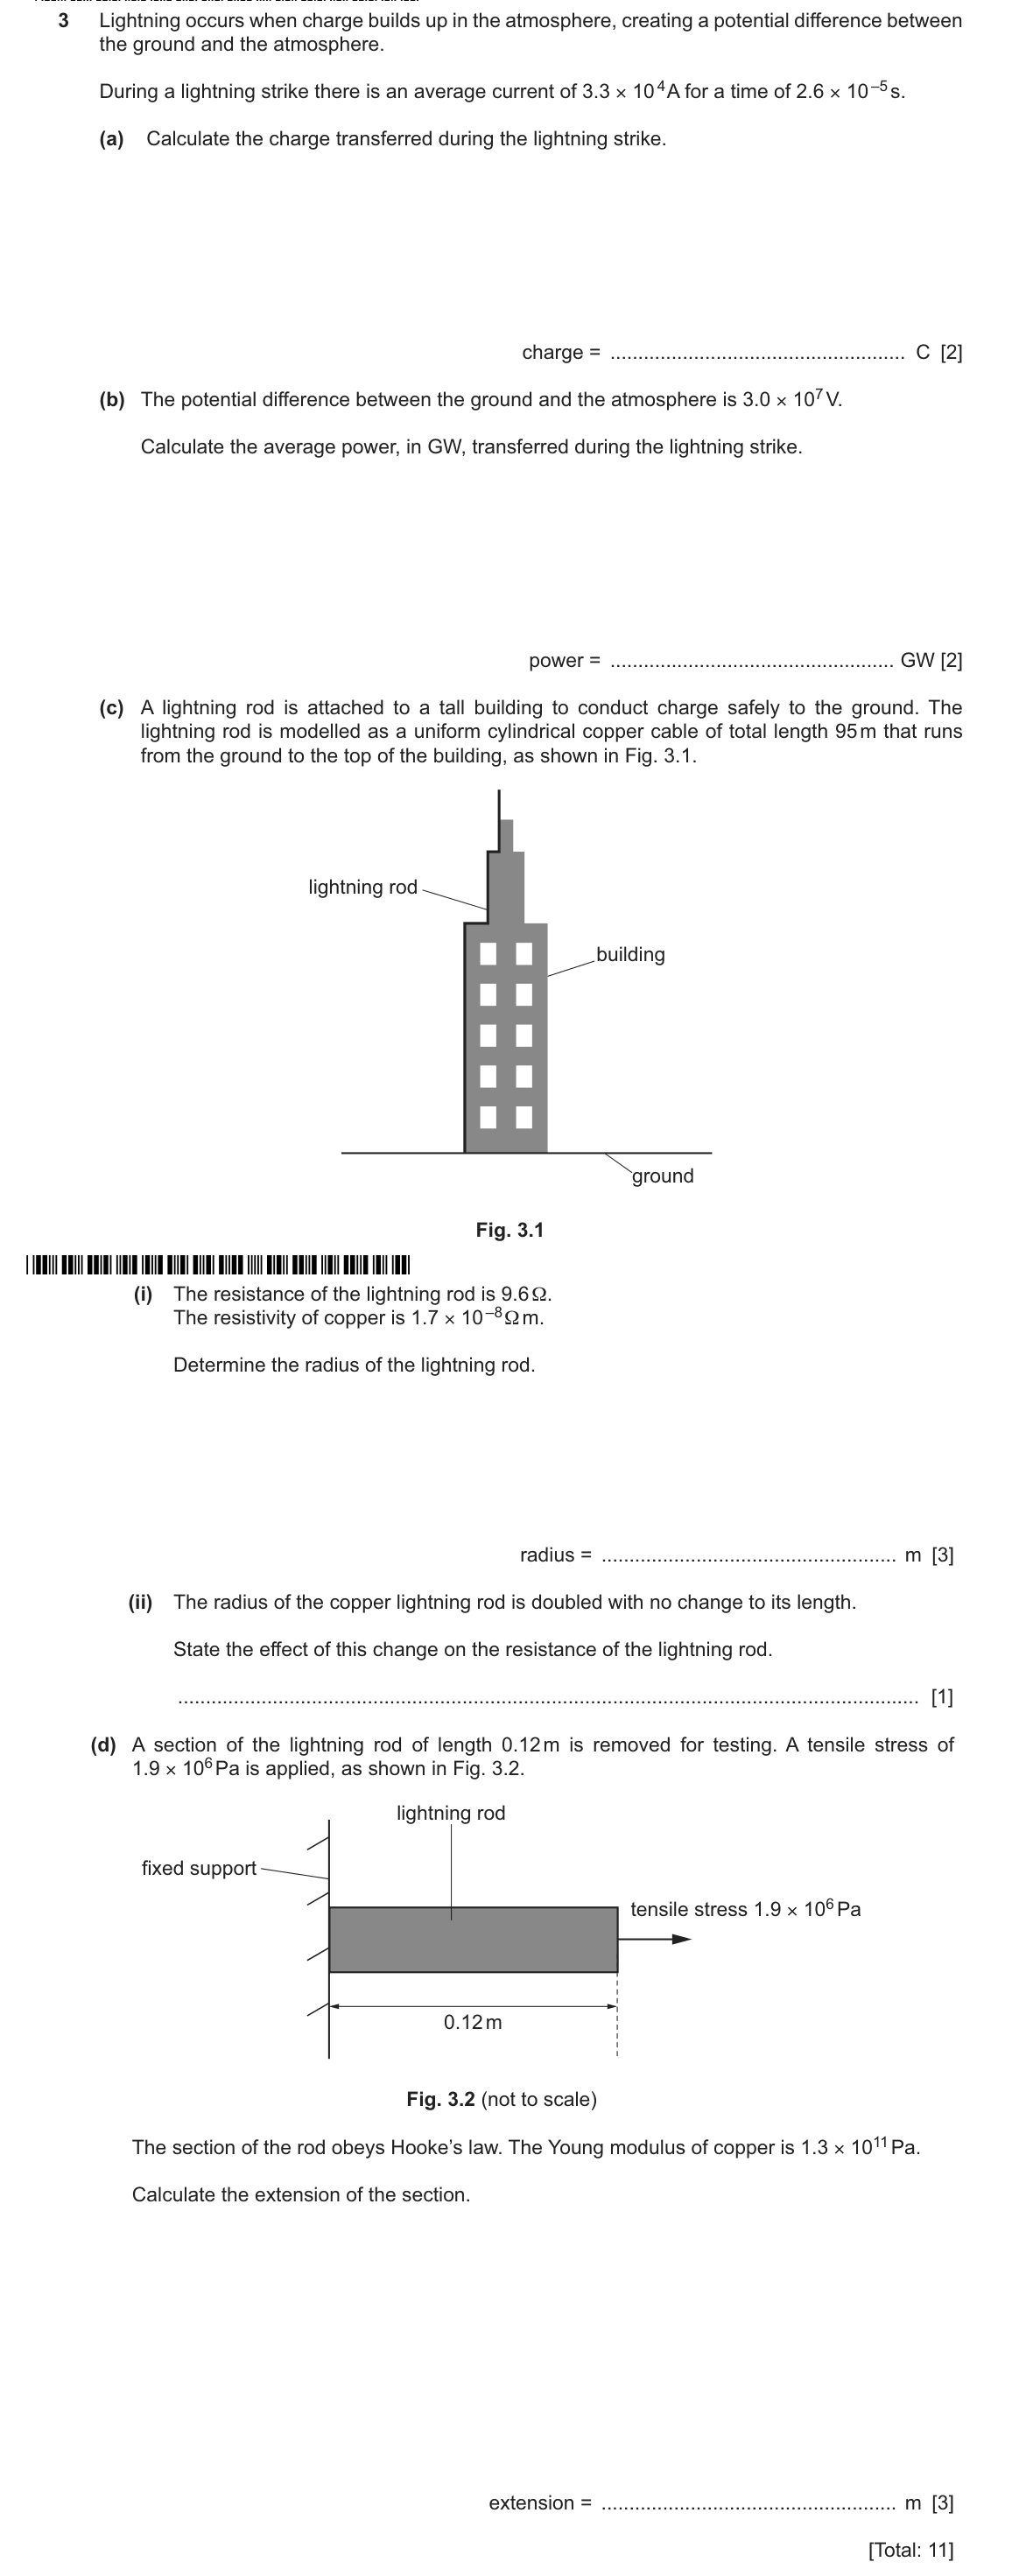 3 Lightning occurs when charge builds up in the atmosphere, creating a potential difference between
the ground and the atmosphere.
During a lightning strike there is an average current of 3.3 × 10⁴A for a time of 2.6 × 10⁻⁵s.
(a) Calculate the charge transferred during the lightning strike.
charge = .................................................... C [2]
(b) The potential difference between the ground and the atmosphere is 3.0 × 10⁷V.
Calculate the average power, in GW, transferred during the lightning strike.
power = .................................................. GW [2]
(c) A lightning rod is attached to a tall building to conduct charge safely to the ground. The
lightning rod is modelled as a uniform cylindrical copper cable of total length 95m that runs
from the ground to the top of the building, as shown in Fig. 3.1.
lightning rod
building
ground
Fig. 3.1
(i) The resistance of the lightning rod is 9.6Ω.
The resistivity of copper is 1.7 × 10⁻⁸Ωm.
Determine the radius of the lightning rod.
radius = .................................................... m [3]
(ii) The radius of the copper lightning rod is doubled with no change to its length.
State the effect of this change on the resistance of the lightning rod.
.................................................................................................................................... [1]
(d) A section of the lightning rod of length 0.12m is removed for testing. A tensile stress of
1.9 × 10⁶Pa is applied, as shown in Fig. 3.2.
lightning rod
fixed support
tensile stress 1.9 × 10⁶Pa
0.12m
Fig. 3.2 (not to scale)
The section of the rod obeys Hooke's law. The Young modulus of copper is 1.3 × 10¹¹Pa.
Calculate the extension of the section.
extension = .................................................... m [3]
[Total: 11]